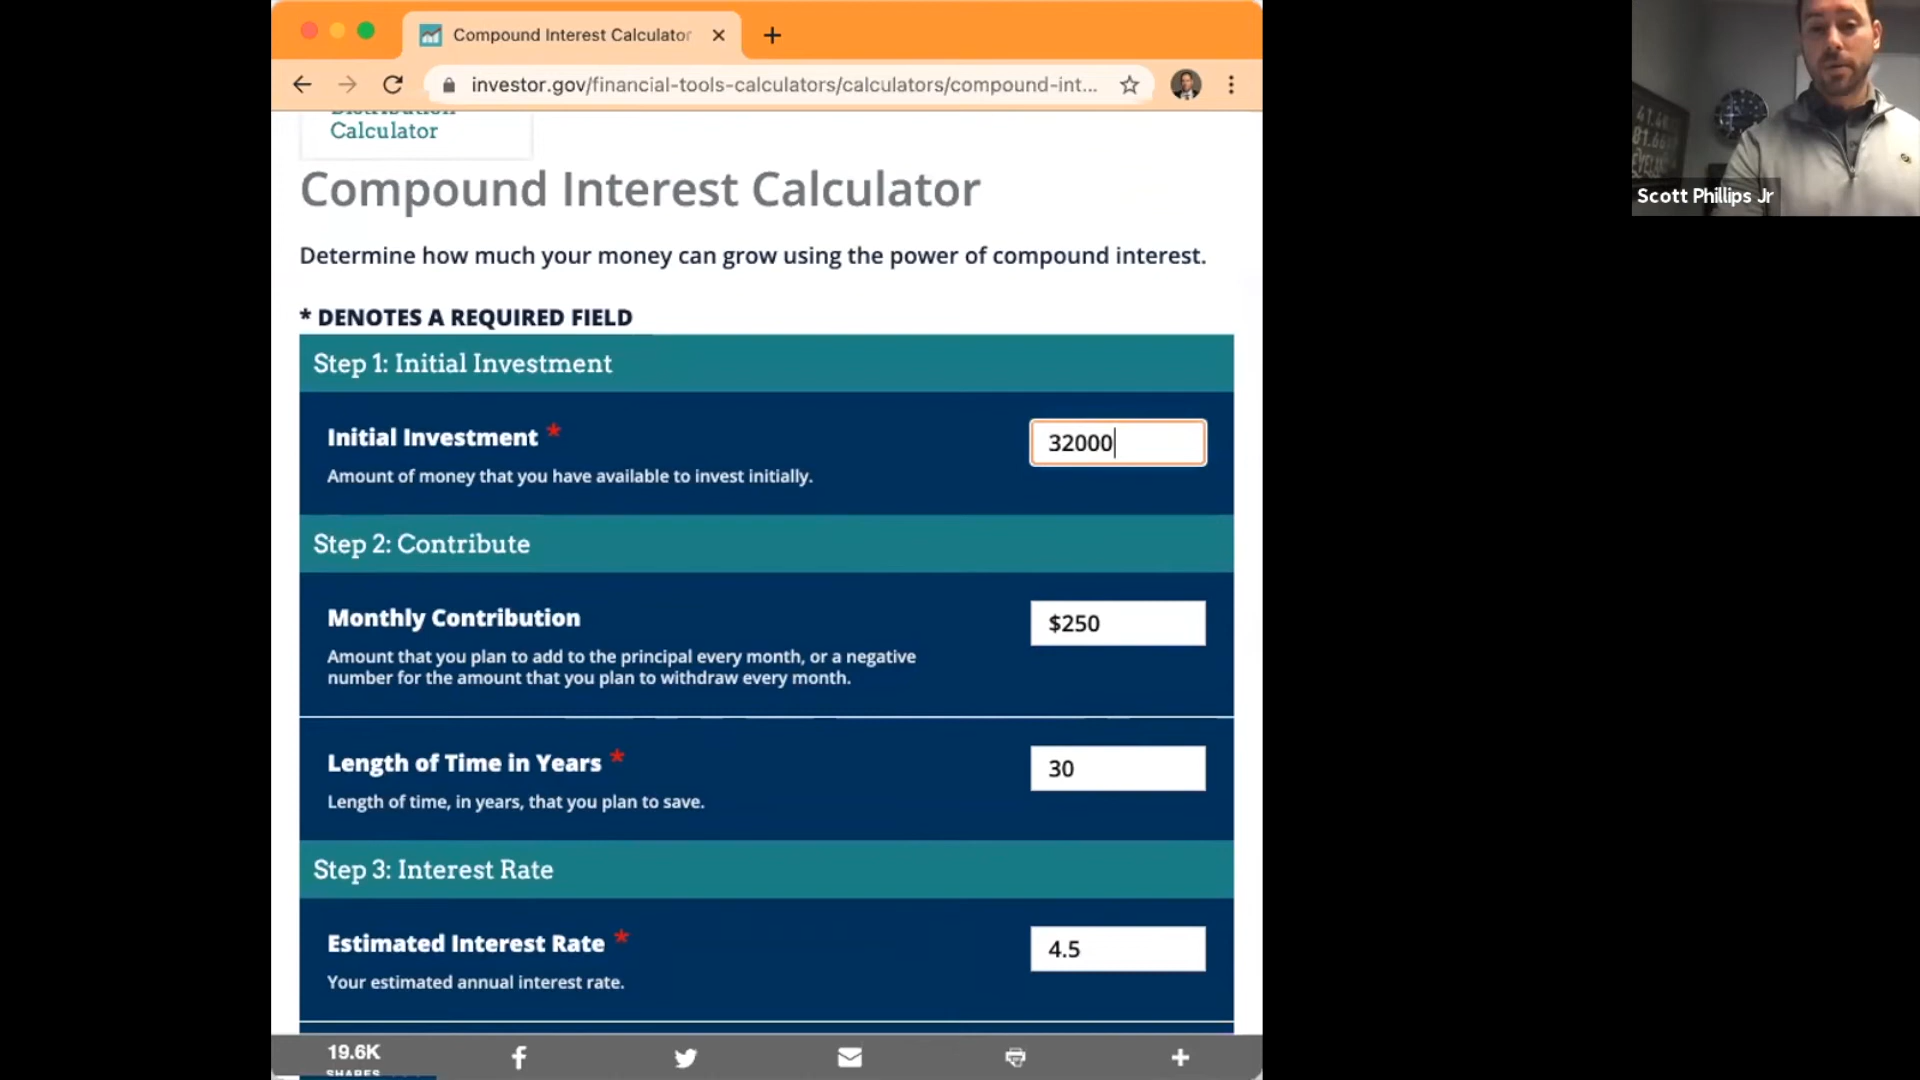 Compound Interest Calculator
investor.gov/financial-tools-calculators/calculators/compound-int...
Distribution
Calculator
Compound Interest Calculator
Determine how much your money can grow using the power of compound interest.
* DENOTES A REQUIRED FIELD
Step 1: Initial Investment
Initial Investment *
32000
Amount of money that you have available to invest initially.
Step 2: Contribute
Monthly Contribution
$250
Amount that you plan to add to the principal every month, or a negative
number for the amount that you plan to withdraw every month.
Length of Time in Years *
30
Length of time, in years, that you plan to save.
Step 3: Interest Rate
Estimated Interest Rate *
4.5
Your estimated annual interest rate.
19.6K
SHARES
Scott Phillips Jr